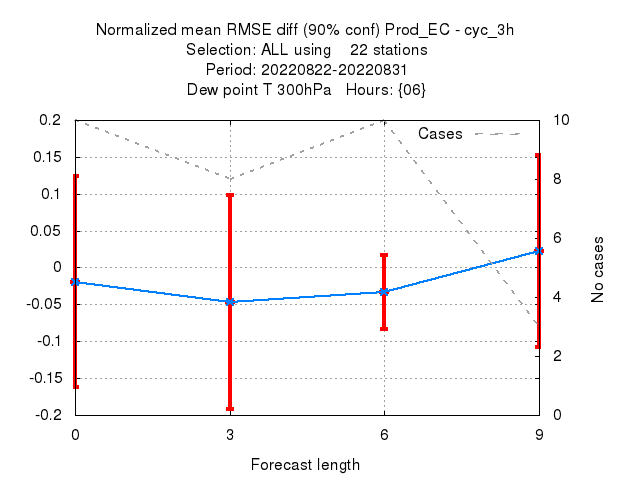 Normalized mean RMSE diff (90% conf) Prod_EC - cyc_3h
Selection: ALL using    22 stations
Period: 20220822-20220831
Dew point T 300hPa   Hours: {06}
Cases
0.2
0.15
0.1
0.05
0
-0.05
-0.1
-0.15
-0.2
10
8
6
4
2
0
No cases
0 3 6 9
Forecast length